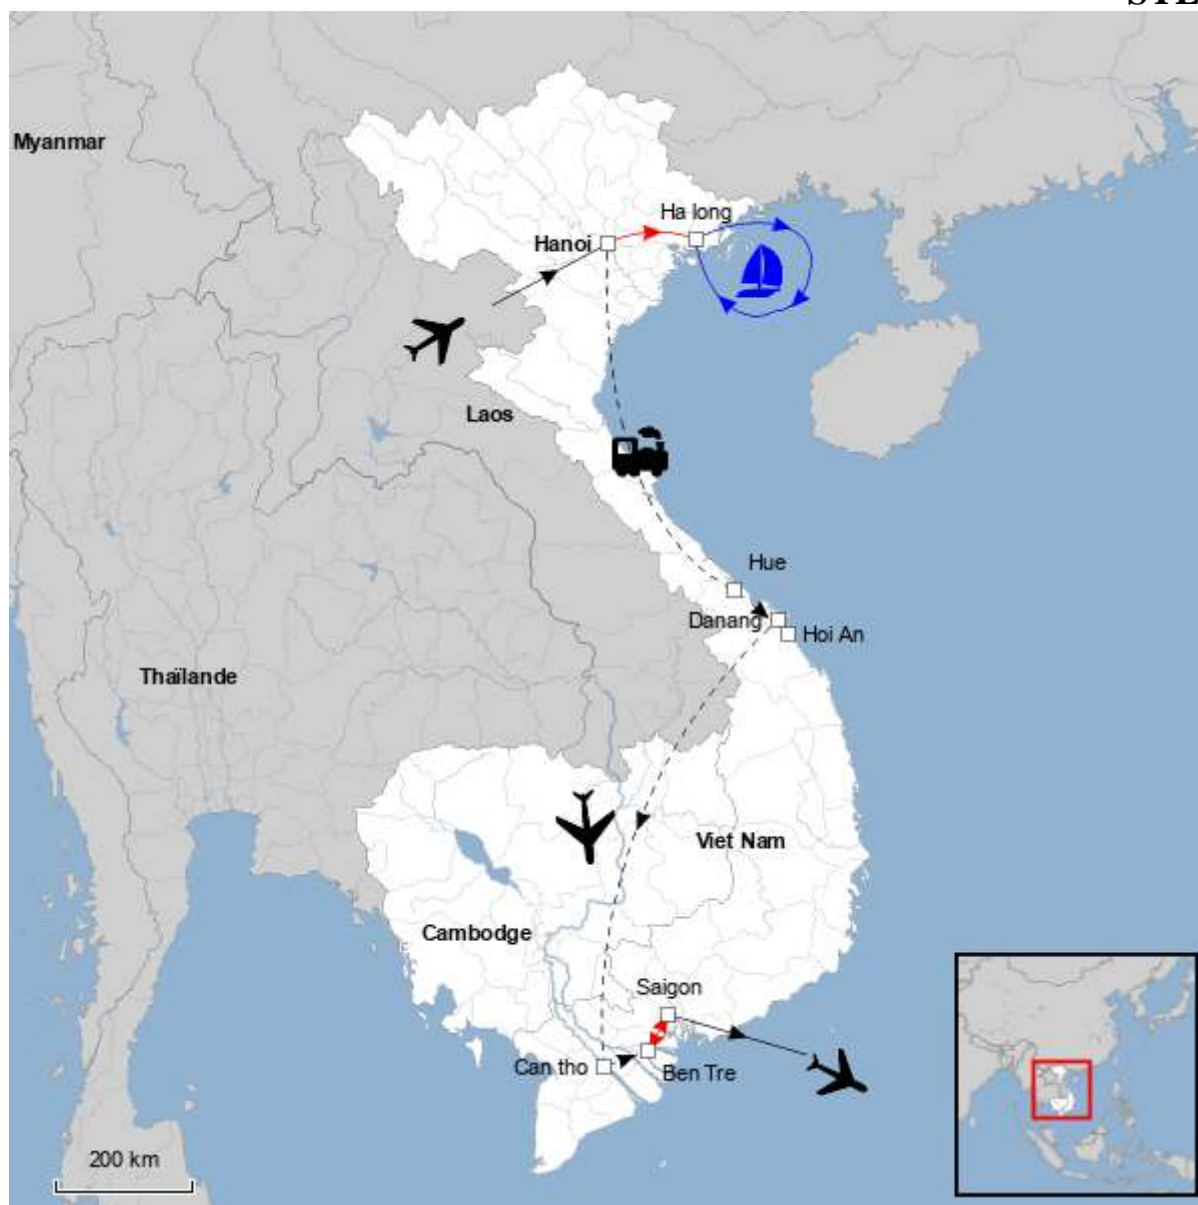 Myanmar
Ha long
Hanoi
Laos
Hue
Danang
Hoi An
Thaïlande
Viet Nam
Cambodge
Saigon
Can tho
Ben Tre
200 km